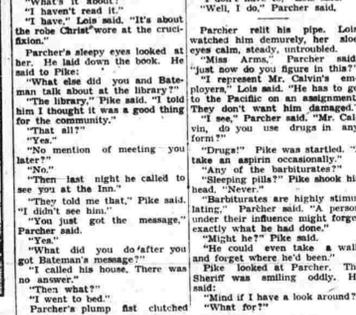 "What's it about?"
"I haven't read it."
"I have," Lois said. "It's about
the robe Christ wore at the cruci-
fixion."
Parcher's sleepy eyes looked at
her. He laid down the book. He
said to Pike:
"What else did you and Bate-
man talk about at the library?"
"The library," Pike said. "I told
him I thought it was a good thing
for the community."
"That all?"
"Yes."
"No mention of meeting you
later?"
"No."
"Then last night he called to
see you at the Inn."
"They told me that," Pike said.
"I didn't see him."
"You just got the message,"
Parcher said.
"Yes."
"What did you do after you
got Bateman's message?"
"I called his house. There was
no answer."
"Then what?"
"I went to bed."
Parcher's plump fist clutched
"Well, I do," Parcher said.
Parcher relit his pipe. Lois
watched him demurely, her
eyes calm, steady, untroubled.
"Miss Arms," Parcher said
"just now do you figure in this?"
"I represent Mr. Calvin's em-
ployers," Lois said. "He has to go
to the Pacific on an assignment
They don't want him damaged."
"I see," Parcher said. "Mr. Cal-
vin, do you use drugs in any
form?"
"Drugs!" Pike was startled. "I
take an aspirin occasionally."
"Any of the barbiturates?"
"Sleeping pills?" Pike shook his
head. "Never."
"Barbiturates are highly stimu-
lating," Parcher said. "A person
under their influence might forget
exactly what he had done."
"Might he?" Pike said.
"He could even take a walk
and forget where he'd been."
Pike looked at Parcher. The
Sheriff was smiling oddly. He
said:
"Mind if I have a look around?"
"What for?"